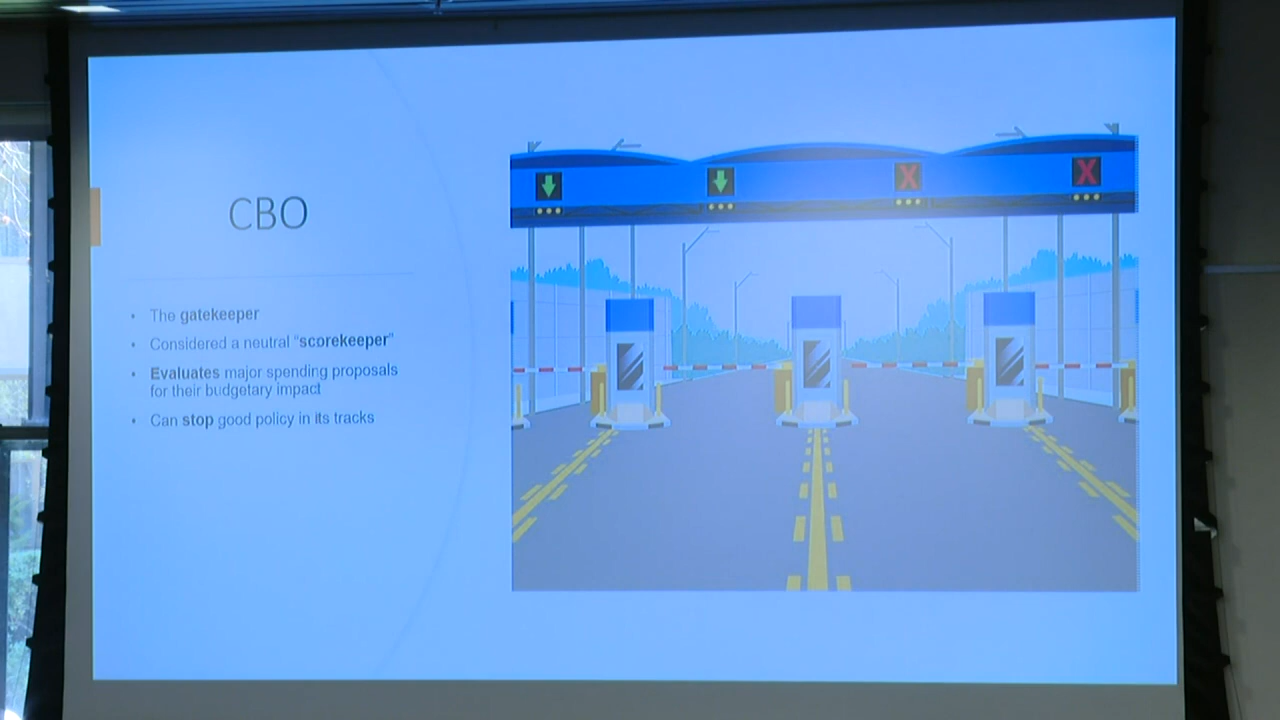 CBO
• The gatekeeper
• Considered a neutral "scorekeeper"
• Evaluates major spending proposals
for their budgetary impact
• Can stop good policy in its tracks
X
X